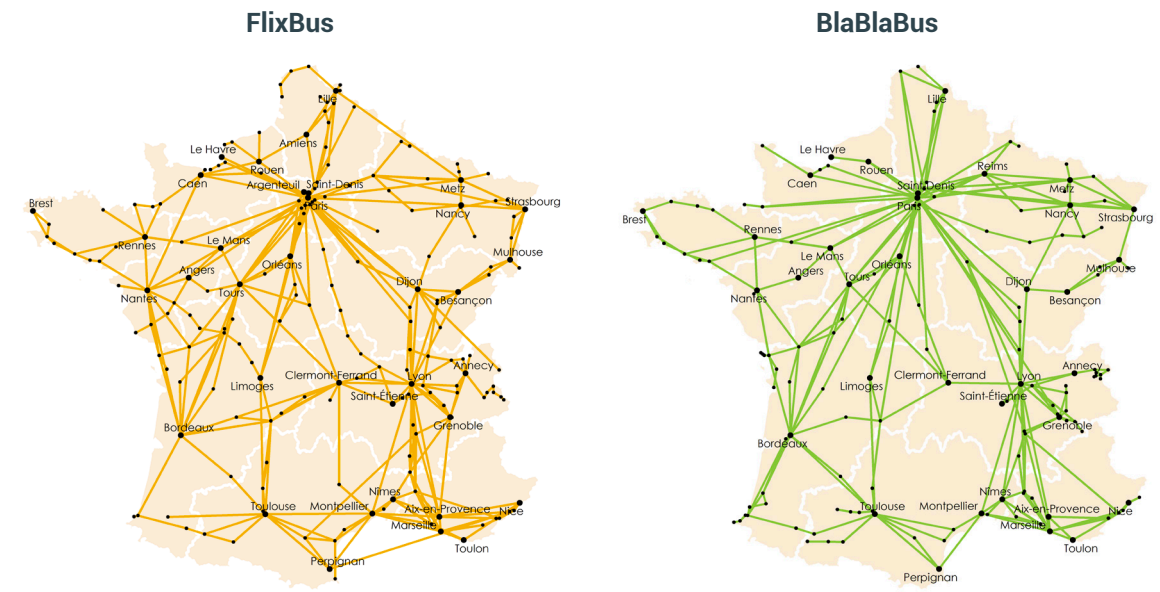 FlixBus
Lille
Amiens
Le Havre
Rouen
Caen
Argenteuil
Saint-Denis
Paris
Metz
Nancy
Strasbourg
Brest
Rennes
Le Mans
Orléans
Mulhouse
Angers
Nantes
Tours
Dijon
Besançon
Limoges
Clermont-Ferrand
Lyon
Annecy
Saint-Étienne
Grenoble
Bordeaux
Toulouse
Montpellier
Nîmes
Aix-en-Provence
Marseille
Nice
Toulon
Perpignan
BlaBlaBus
Lille
Le Havre
Rouen
Caen
Reims
Saint-Denis
Paris
Metz
Nancy
Strasbourg
Brest
Rennes
Le Mans
Orléans
Mulhouse
Angers
Nantes
Tours
Dijon
Besançon
Limoges
Clermont-Ferrand
Lyon
Annecy
Saint-Étienne
Grenoble
Bordeaux
Toulouse
Montpellier
Nîmes
Aix-en-Provence
Marseille
Nice
Toulon
Perpignan